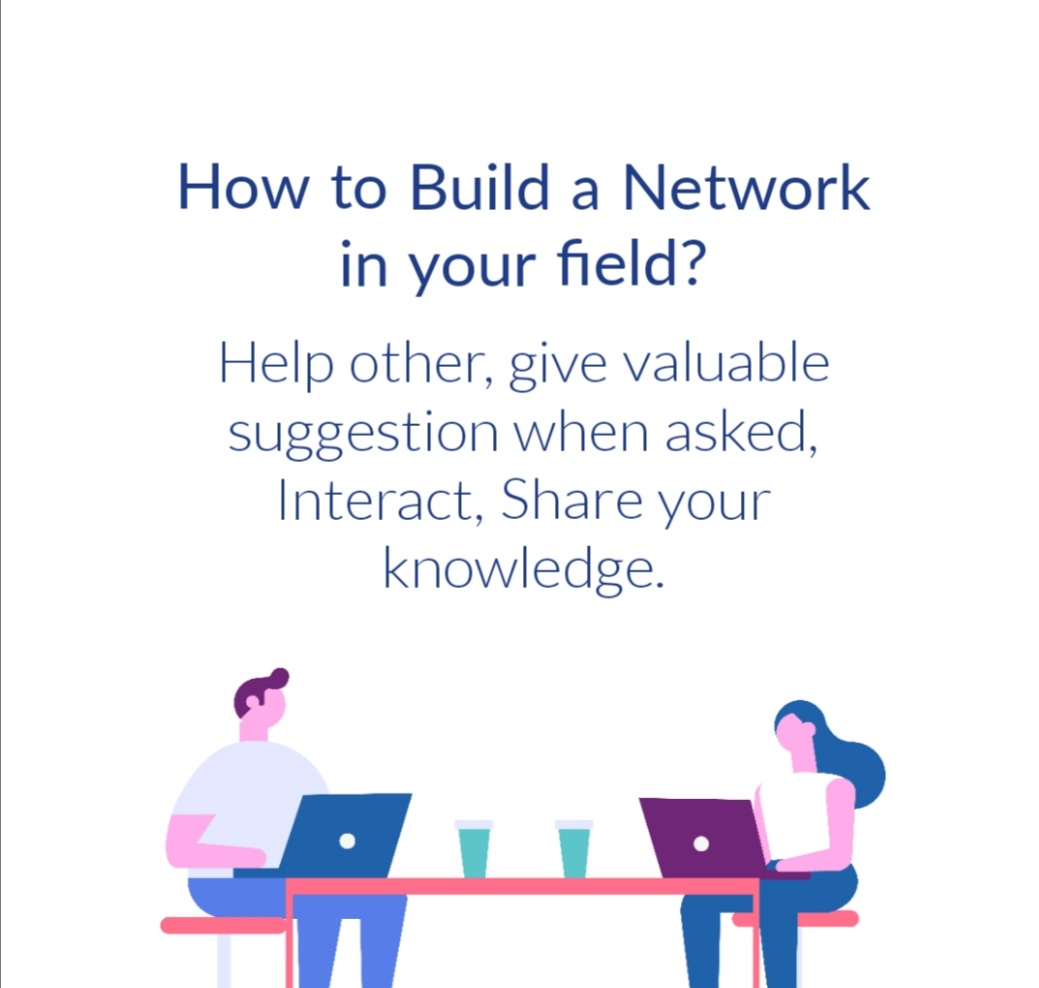 How to Build a Network
in your field?
Help other, give valuable
suggestion when asked,
Interact, Share your
knowledge.